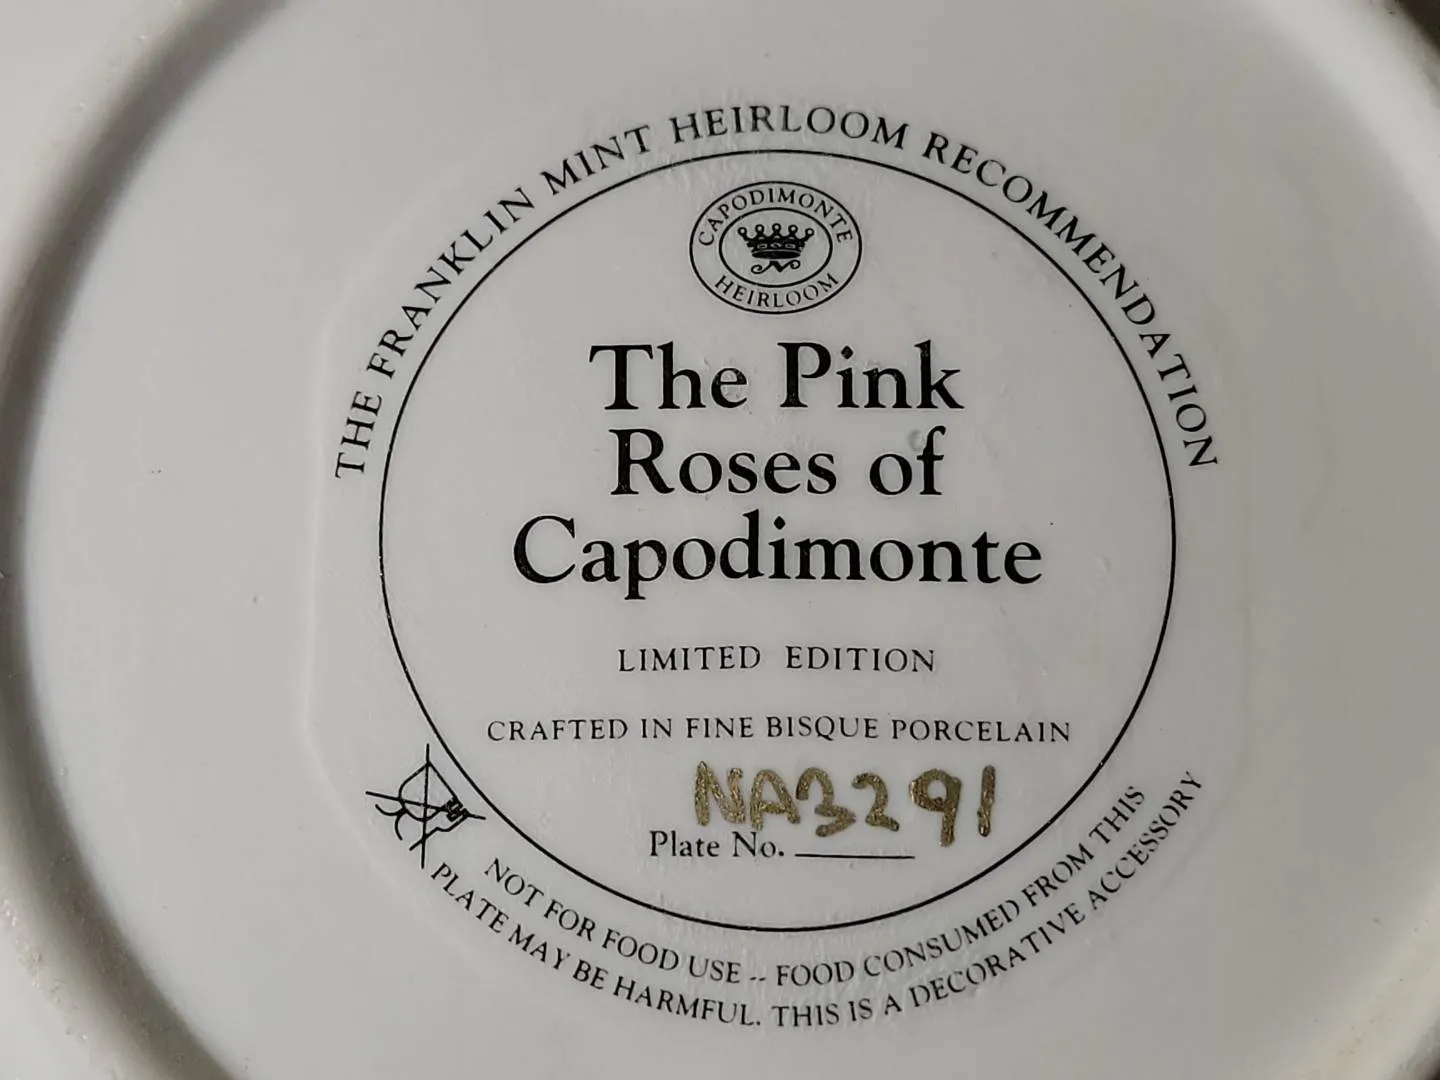 THE FRANKLIN MINT HEIRLOOM RECOMMENDATION
CAPODIMONTE
N
HEIRLOOM
The Pink
Roses of
Capodimonte
LIMITED EDITION
CRAFTED IN FINE BISQUE PORCELAIN
NA3291
Plate No.
NOT FOR FOOD USE -- FOOD CONSUMED FROM THIS
PLATE MAY BE HARMFUL. THIS IS A DECORATIVE ACCESSORY